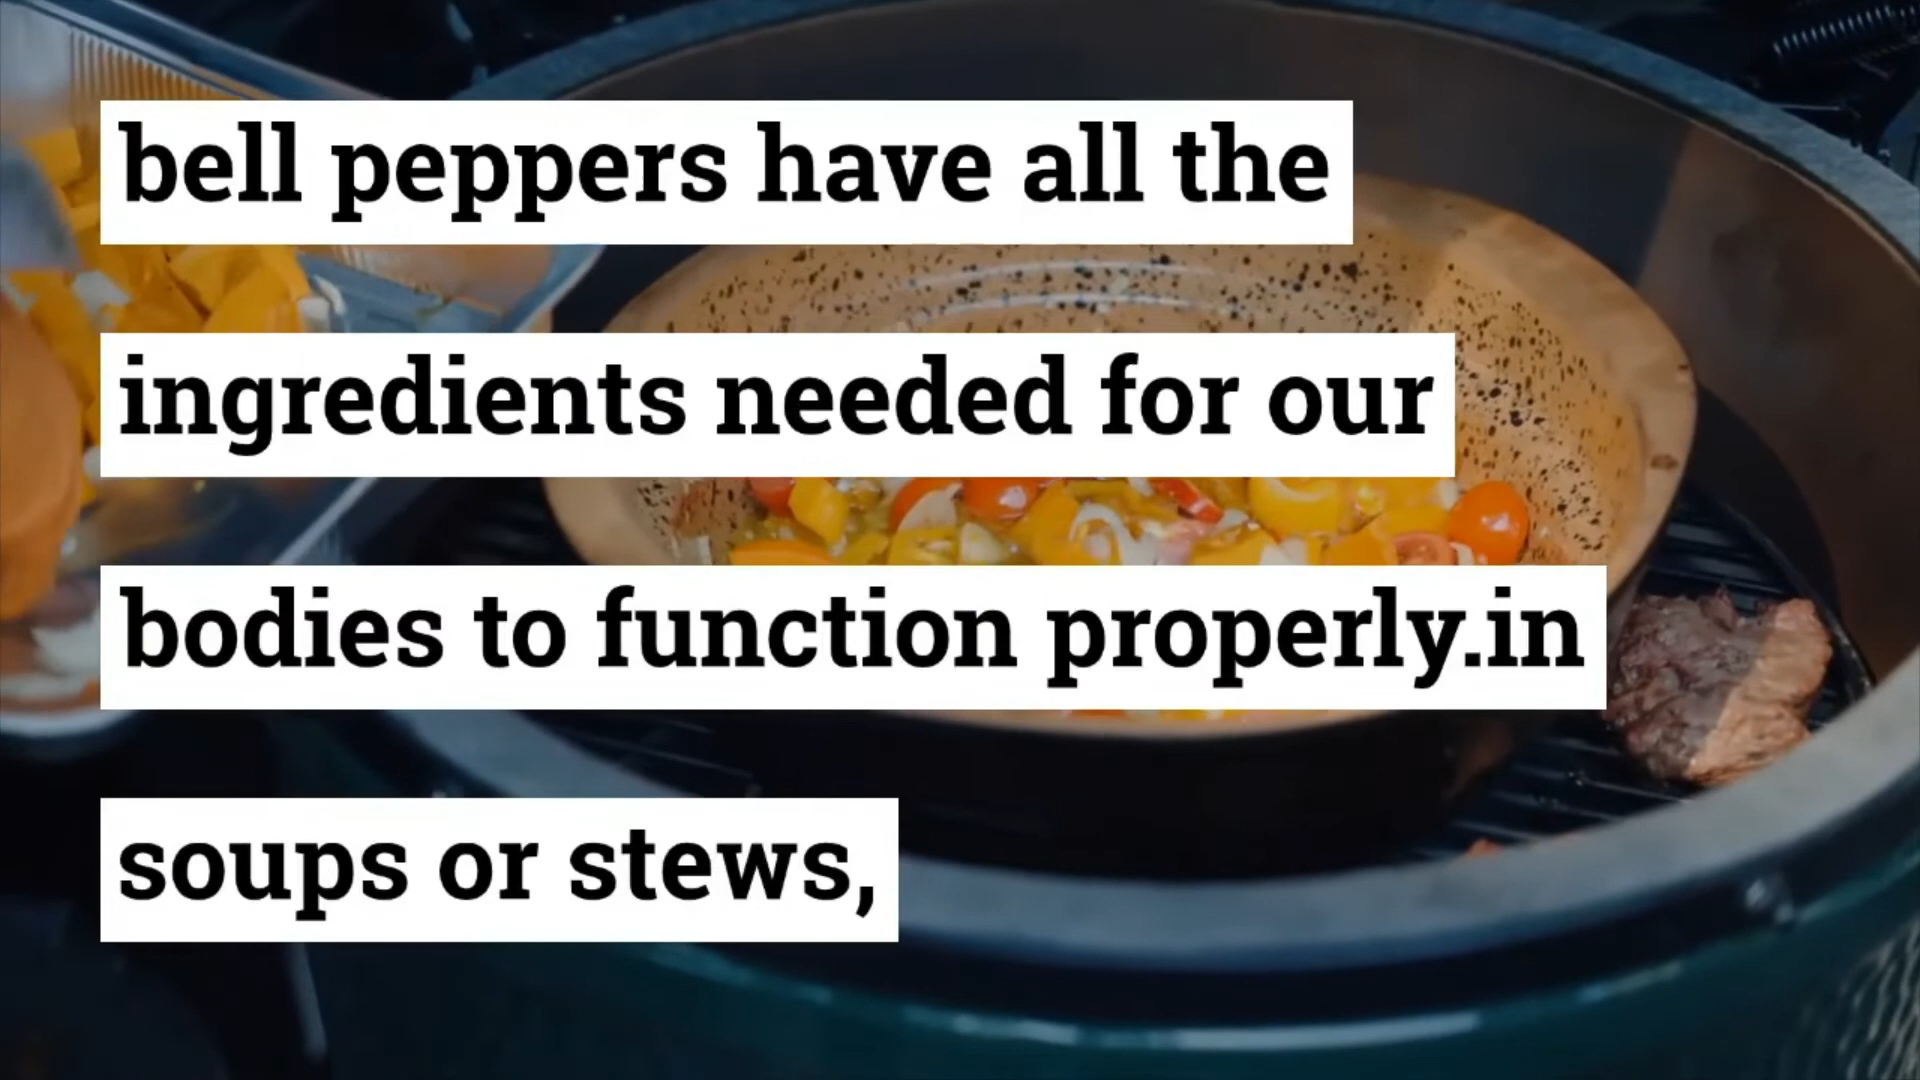 bell peppers have all the
ingredients needed for our
bodies to function properly.in
soups or stews,